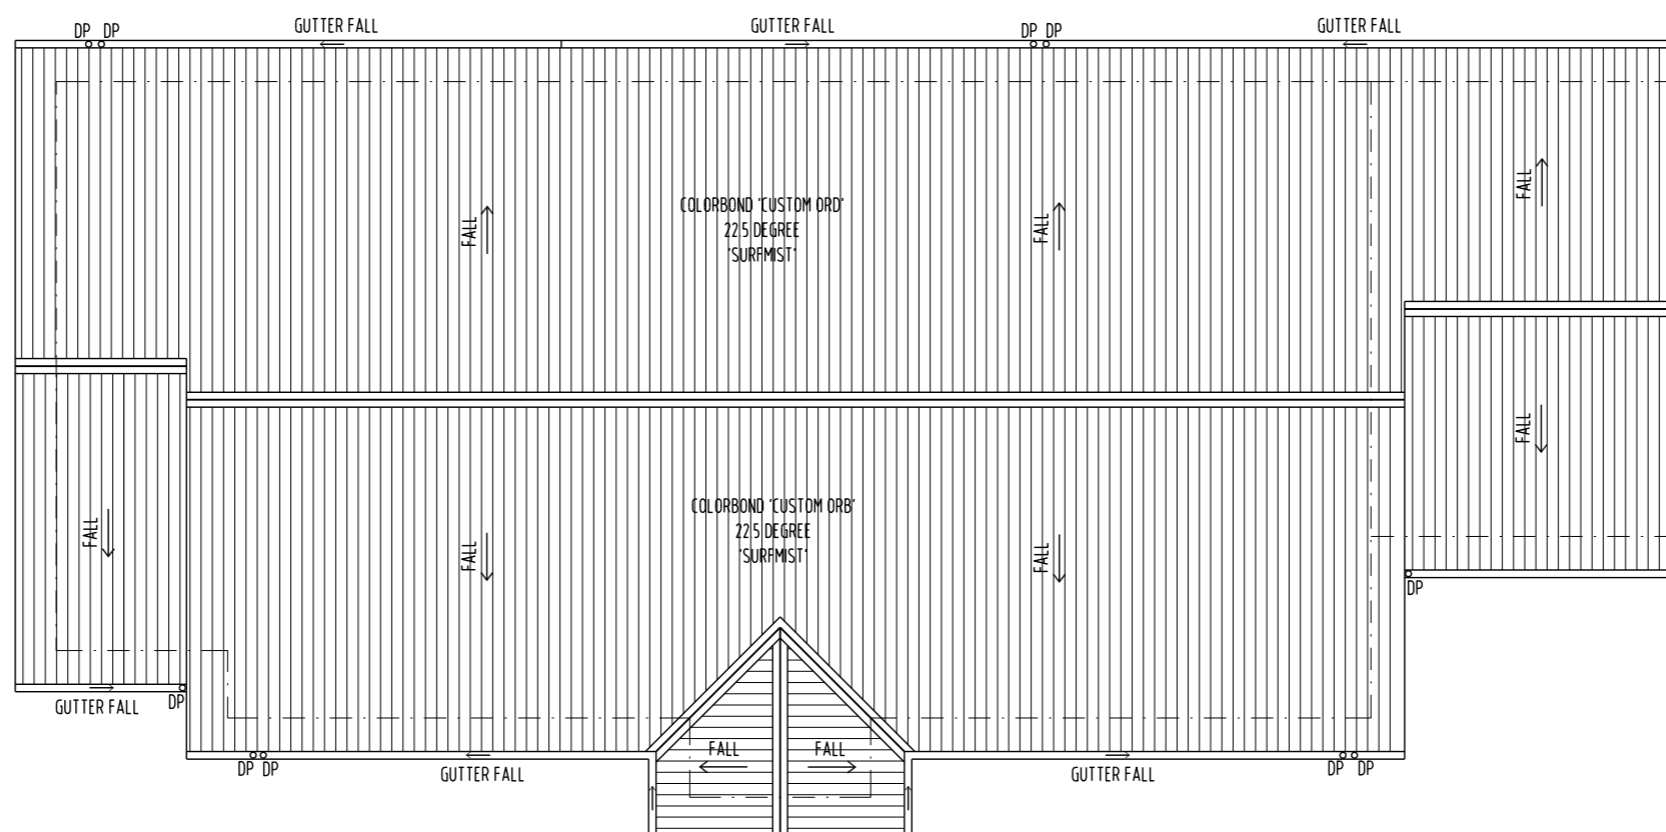 DP DP
GUTTER FALL
GUTTER FALL
DP DP
GUTTER FALL
FALL
FALL
FALL
COLORBOND 'CUSTOM ORD'
22.5 DEGREE
'SURFMIST'
FALL
FALL
FALL
FALL
COLORBOND 'CUSTOM ORB'
22.5 DEGREE
'SURFMIST'
DP
GUTTER FALL
DP
FALL
FALL
DP DP
GUTTER FALL
GUTTER FALL
DP DP